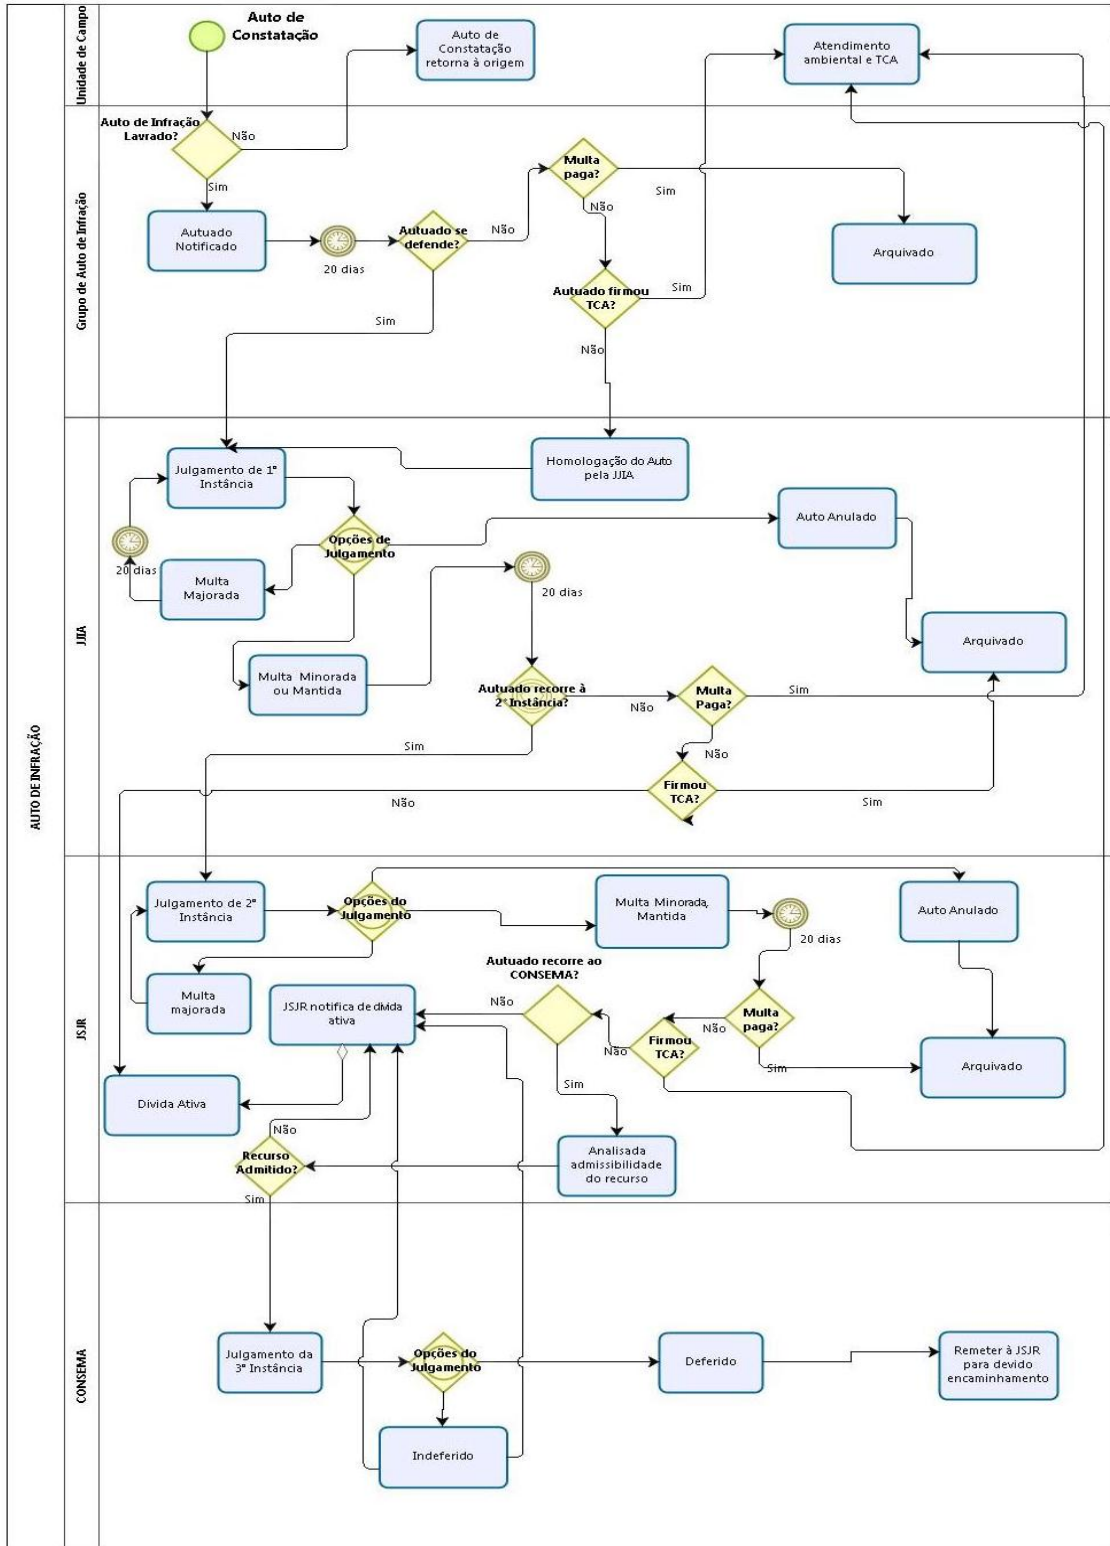 AUTO DE INFRAÇÃO
Unidade de Campo
Auto de
Constatação
Auto de
Constatação
retorna à origem
Atendimento
ambiental e TCA
Grupo de Auto de Infração
Auto de Infração
Lavrado?
Não
Sim
Autuado
Notificado
20 dias
Autuado se
defende?
Não
Sim
Multa
paga?
Sim
Não
Arquivado
Autuado firmou
TCA?
Sim
Não
JJIA
Julgamento de 1ª
Instância
Homologação do Auto
pela JJIA
20 dias
Opções de
Julgamento
Auto Anulado
Multa
Majorada
20 dias
Arquivado
Multa Minorada
ou Mantida
Autuado recorre à
2ª Instância?
Não
Sim
Multa
Paga?
Sim
Não
Firmou
TCA?
Não
Sim
JSJR
Julgamento de 2ª
Instância
Opções do
Julgamento
Multa Minorada,
Mantida
20 dias
Auto Anulado
Multa
majorada
JSJR notifica de divida
ativa
Autuado recorre ao
CONSEMA?
Não
Sim
Firmou
TCA?
Não
Multa
paga?
Não
Sim
Arquivado
Divida Ativa
Recurso
Admitido?
Não
Sim
Analisada
admissibilidade
do recurso
CONSEMA
Julgamento da
3ª Instância
Opções do
Julgamento
Deferido
Remeter à JSJR
para devido
encaminhamento
Indeferido